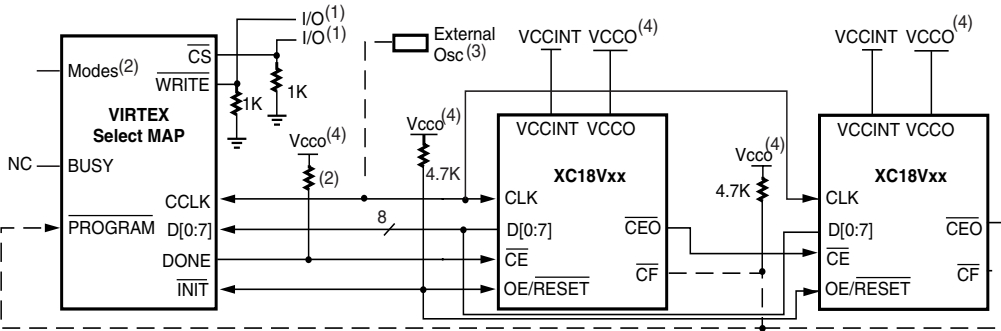 I/O(1)
I/O(1)
External
Osc(3)
VCCINT VCCO(4)
VCCINT VCCO(4)
CS
Modes(2)
WRITE
1K
1K
VIRTEX
Select MAP
Vcco(4)
Vcco(4)
VCCINT VCCO
VCCINT VCCO
NC
BUSY
(2)
4.7K
XC18Vxx
Vcco(4)
4.7K
XC18Vxx
CCLK
CLK
CLK
PROGRAM
D[0:7]
8
D[0:7]
CEO
D[0:7]
CEO
DONE
CE
CE
INIT
OE/RESET
CF
OE/RESET
CF